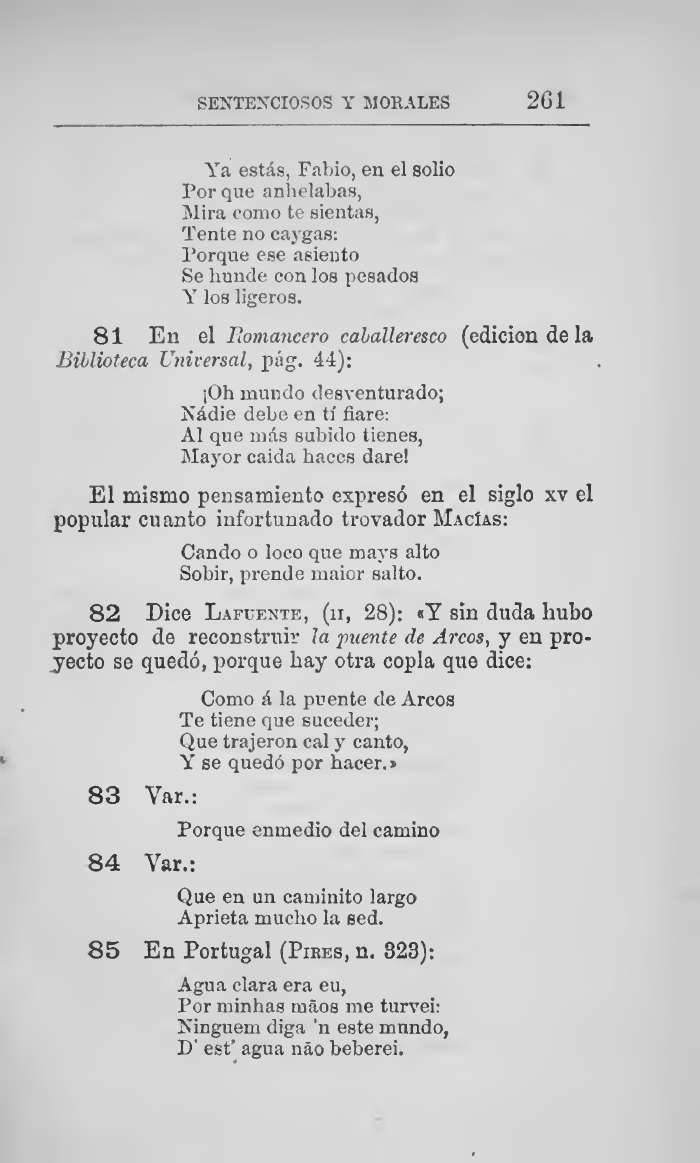 SENTENCIOSOS Y MORALES 261
Ya estás, Fabio, en el solio
Por que anhelabas,
Mira como te sientas,
Tente no caygas:
Porque ese asiento
Se hunde con los pesados
Y los ligeros.
81 En el Romancero caballeresco (edicion de la
Biblioteca Universal, pág. 44):
¡Oh mundo desventurado;
Nádie debe en tí fiare:
Al que más subido tienes,
Mayor caida haces dare!
El mismo pensamiento expresó en el siglo XV el
popular cuanto infortunado trovador MACÍAS:
Cando o loco que mays alto
Sobir, prende maior salto.
82 Dice LAFUENTE, (II, 28): «Y sin duda hubo
proyecto de reconstruir la puente de Arcos, y en pro-
yecto se quedó, porque hay otra copla que dice:
Como á la puente de Arcos
Te tiene que suceder;
Que trajeron cal y canto,
Y se quedó por hacer.»
83 Var.:
Porque enmedio del camino
84 Var.:
Que en un caminito largo
Aprieta mucho la sed.
85 En Portugal (PIRES, n. 323):
Agua clara era eu,
Por minhas mãos me turvei:
Ninguem diga 'n este mundo,
D' est' agua não beberei.